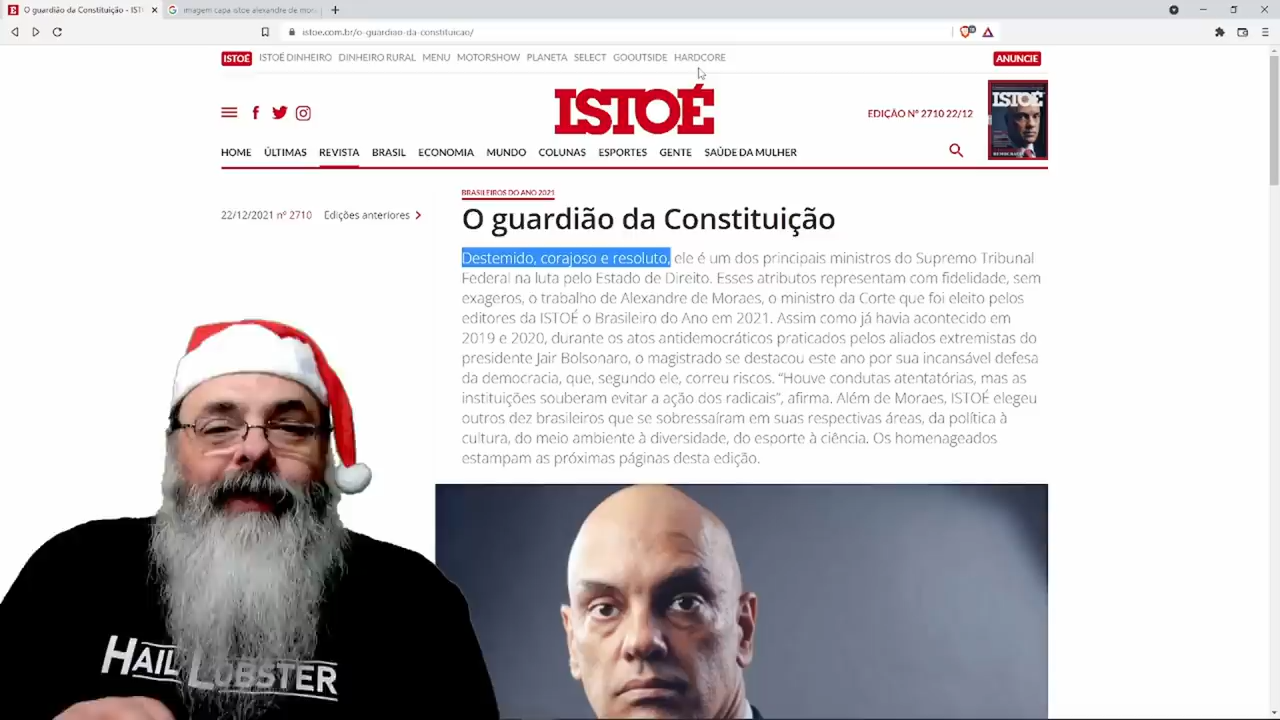 O guardião da Constituição - IST
imagem capa istoe alexandre de mor
istoe.com.br/o-guardiao-da-constituicao/
ISTOÉ ISTOÉ DINHEIRO DINHEIRO RURAL MENU MOTORSHOW PLANETA SELECT GOOUTSIDE HARDCORE ANUNCIE
ISTOÉ
EDIÇÃO Nº 2710 22/12
ISTOÉ
HOME ÚLTIMAS REVISTA BRASIL ECONOMIA MUNDO COLUNAS ESPORTES GENTE SAÚDE DA MULHER
BRASILEIROS DO ANO 2021
22/12/2021 nº 2710 Edições anteriores
O guardião da Constituição
Destemido, corajoso e resoluto, ele é um dos principais ministros do Supremo Tribunal
Federal na luta pelo Estado de Direito. Esses atributos representam com fidelidade, sem
exageros, o trabalho de Alexandre de Moraes, o ministro da Corte que foi eleito pelos
editores da ISTOÉ o Brasileiro do Ano em 2021. Assim como já havia acontecido em
2019 e 2020, durante os atos antidemocráticos praticados pelos aliados extremistas do
presidente Jair Bolsonaro, o magistrado se destacou este ano por sua incansável defesa
da democracia, que, segundo ele, correu riscos. “Houve condutas atentatórias, mas as
instituições souberam evitar a ação dos radicais”, afirma. Além de Moraes, ISTOÉ elegeu
outros dez brasileiros que se sobressaíram em suas respectivas áreas, da política à
cultura, do meio ambiente à diversidade, do esporte à ciência. Os homenageados
estampam as próximas páginas desta edição.
HAIL LOBSTER